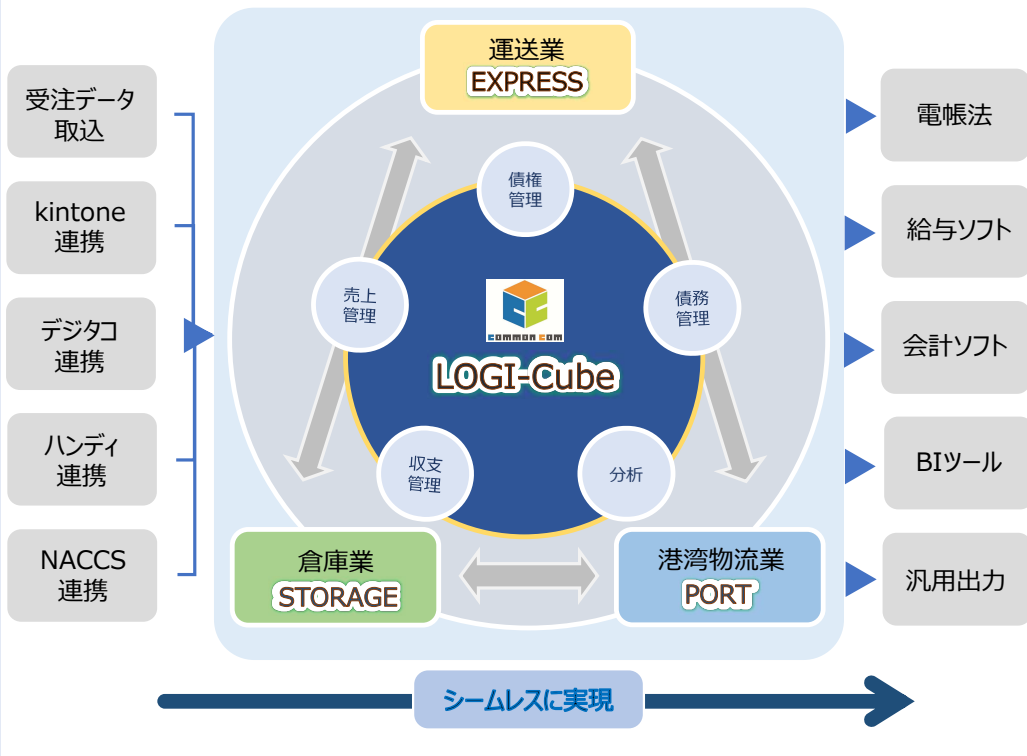 受注データ
取込
kintone
連携
デジタコ
連携
ハンディ
連携
NACCS
連携
運送業
EXPRESS
債権
管理
売上
管理
債務
管理
common com
LOGI-Cube
収支
管理
分析
倉庫業
STORAGE
港湾物流業
PORT
電帳法
給与ソフト
会計ソフト
BIツール
汎用出力
シームレスに実現